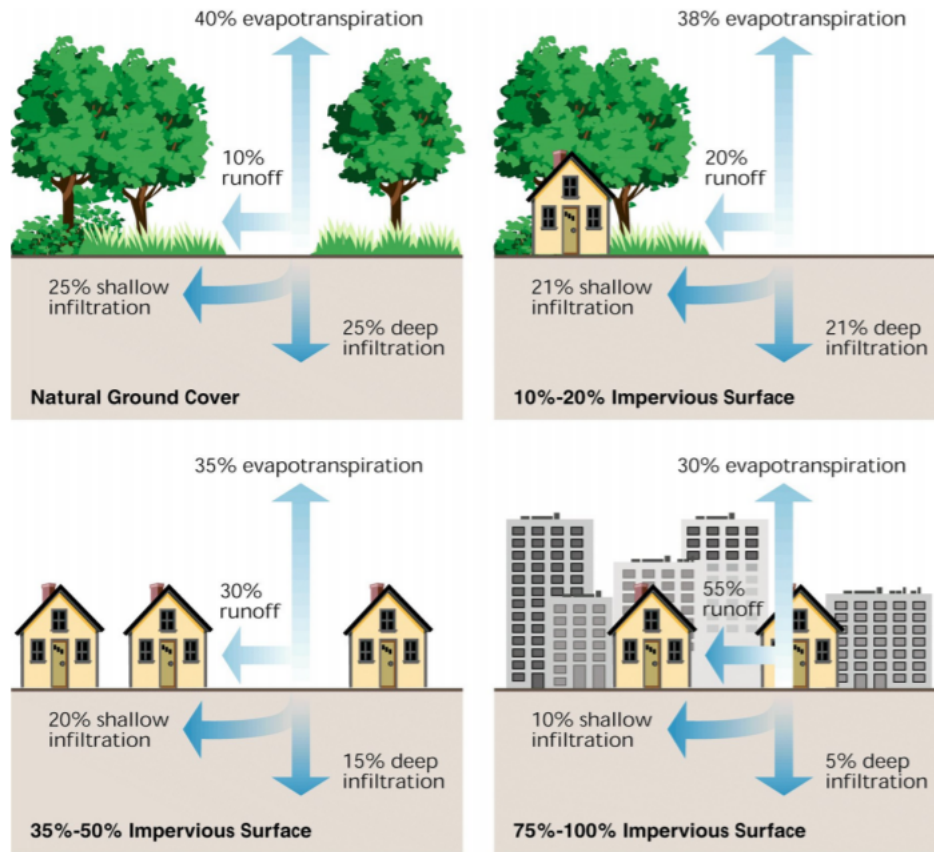 40% evapotranspiration
10%
runoff
25% shallow
infiltration
25% deep
infiltration
Natural Ground Cover
38% evapotranspiration
20%
runoff
21% shallow
infiltration
21% deep
infiltration
10%-20% Impervious Surface
35% evapotranspiration
30%
runoff
20% shallow
infiltration
15% deep
infiltration
35%-50% Impervious Surface
30% evapotranspiration
55%
runoff
10% shallow
infiltration
5% deep
infiltration
75%-100% Impervious Surface